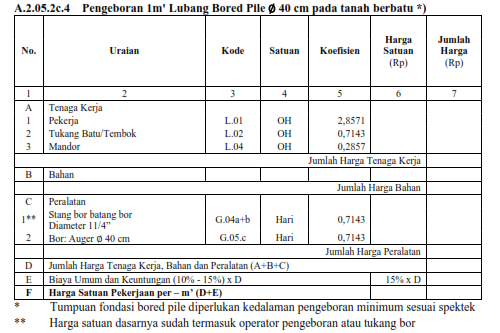 A.2.05.2c.4 Pengeboran 1m' Lubang Bored Pile Ø 40 cm pada tanah berbatu *)
No. Uraian Kode Satuan Koefisien Harga Satuan (Rp) Jumlah Harga (Rp)
1 2 3 4 5 6 7
A Tenaga Kerja
1 Pekerja L.01 OH 2,8571
2 Tukang Batu/Tembok L.02 OH 0,7143
3 Mandor L.04 OH 0,2857
Jumlah Harga Tenaga Kerja
B Bahan
Jumlah Harga Bahan
C Peralatan
1** Stang bor batang bor Diameter 11/4” G.04a+b Hari 0,7143
2 Bor: Auger Ø 40 cm G.05.c Hari 0,7143
Jumlah Harga Peralatan
D Jumlah Harga Tenaga Kerja, Bahan dan Peralatan (A+B+C)
E Biaya Umum dan Keuntungan (10% - 15%) x D 15% x D
F Harga Satuan Pekerjaan per – m’ (D+E)
* Tumpuan fondasi bored pile diperlukan kedalaman pengeboran minimum sesuai spektek
** Harga satuan dasarnya sudah termasuk operator pengeboran atau tukang bor